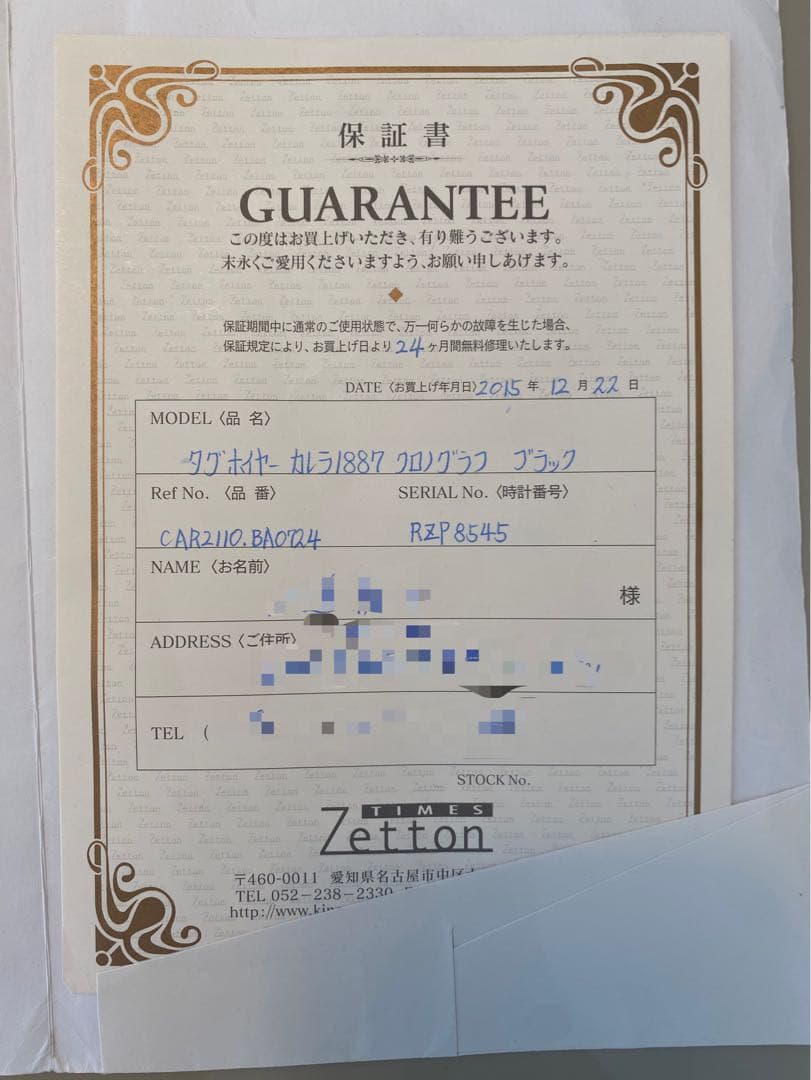 保証書
GUARANTEE
この度はお買上げいただき、有り難うございます。
末永くご愛用くださいますよう、お願い申しあげます。
保証期間中に通常のご使用状態で、万一何らかの故障を生じた場合、
保証規定により、お買上げ日より24ヶ月間無料修理いたします。
DATE〈お買上げ年月日〉2015年 12月22日
MODEL〈品 名〉
タグホイヤー カレラ1887 クロノグラフ ブラック
Ref No.〈品 番〉 SERIAL No.〈時計番号〉
CAR2110.BA0724 RZP8545
NAME〈お名前〉
様
ADDRESS〈ご住所〉
TEL (
STOCK No.
TIMES
Zetton
〒460-0011 愛知県名古屋市中区
TEL 052-238-2330
http://www.kin